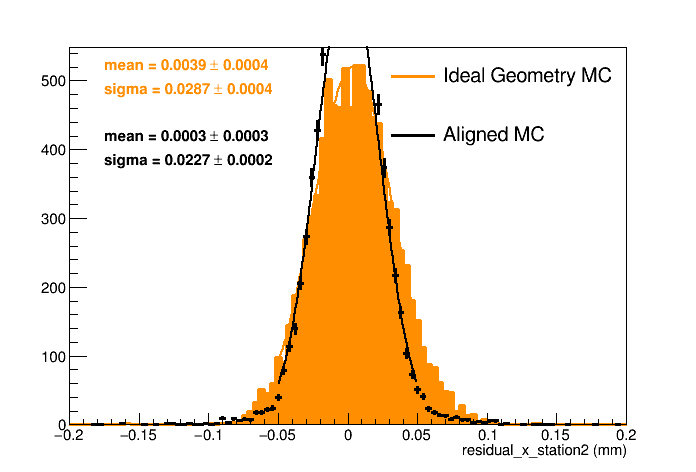 mean = 0.0039 ± 0.0004
sigma = 0.0287 ± 0.0004
mean = 0.0003 ± 0.0003
sigma = 0.0227 ± 0.0002
Ideal Geometry MC
Aligned MC
500
400
300
200
100
0
−0.2 −0.15 −0.1 −0.05 0 0.05 0.1 0.15 0.2
residual_x_station2 (mm)